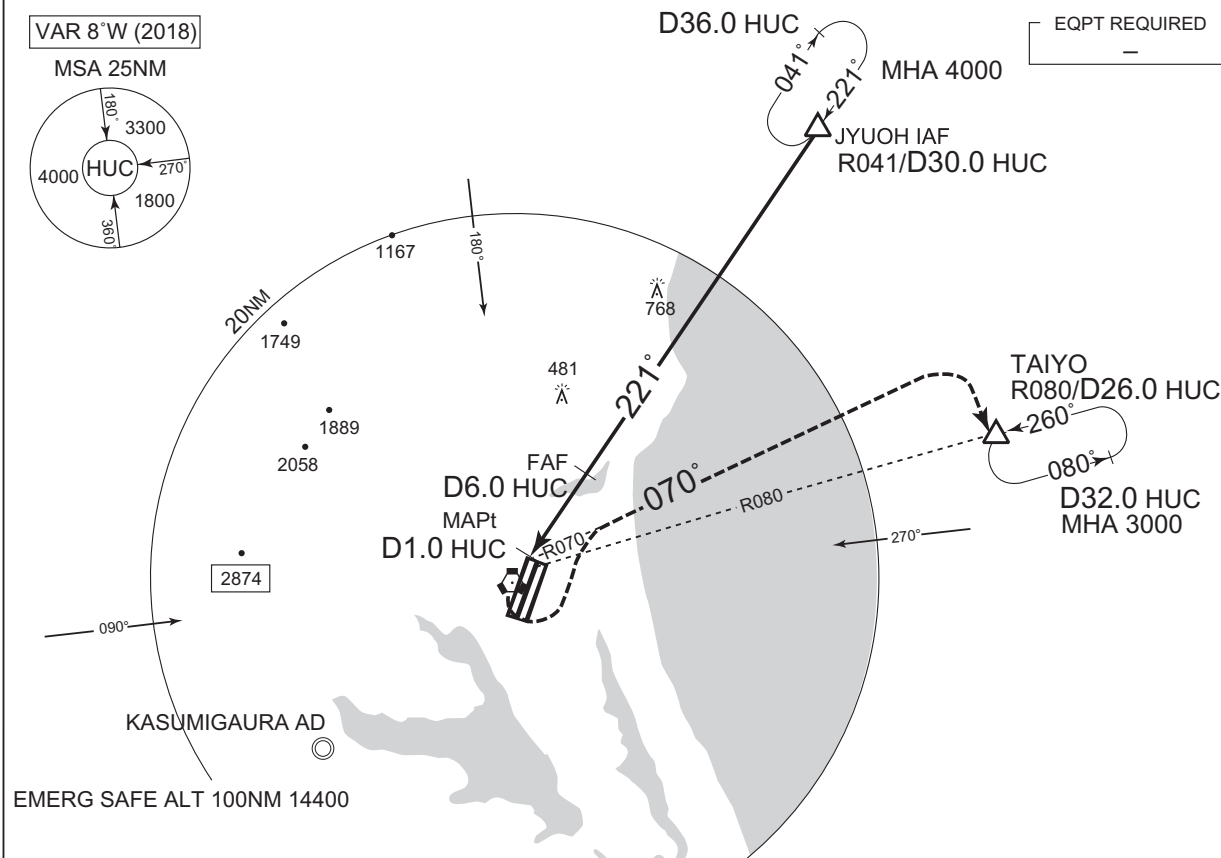 VAR 8°W (2018)
MSA 25NM
180°
3300
4000
HUC
270°
1800
360°
D36.0 HUC
041°
221°
MHA 4000
EQPT REQUIRED
–
JYUOH IAF
R041/D30.0 HUC
1167
180°
20NM
768
1749
481
221°
TAIYO
R080/D26.0 HUC
1889
2058
260°
080°
FAF
D6.0 HUC
070°
R080
D32.0 HUC
MHA 3000
MAPt
D1.0 HUC
R070
270°
2874
090°
KASUMIGAURA AD
EMERG SAFE ALT 100NM 14400